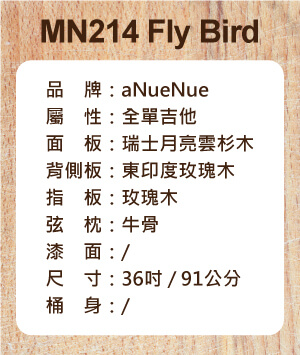 MN214 Fly Bird
品　牌：aNueNue
屬　性：全單吉他
面　板：瑞士月亮雲杉木
背側板：東印度玫瑰木
指　板：玫瑰木
弦　枕：牛骨
漆　面：/
尺　寸：36吋 / 91公分
桶　身：/